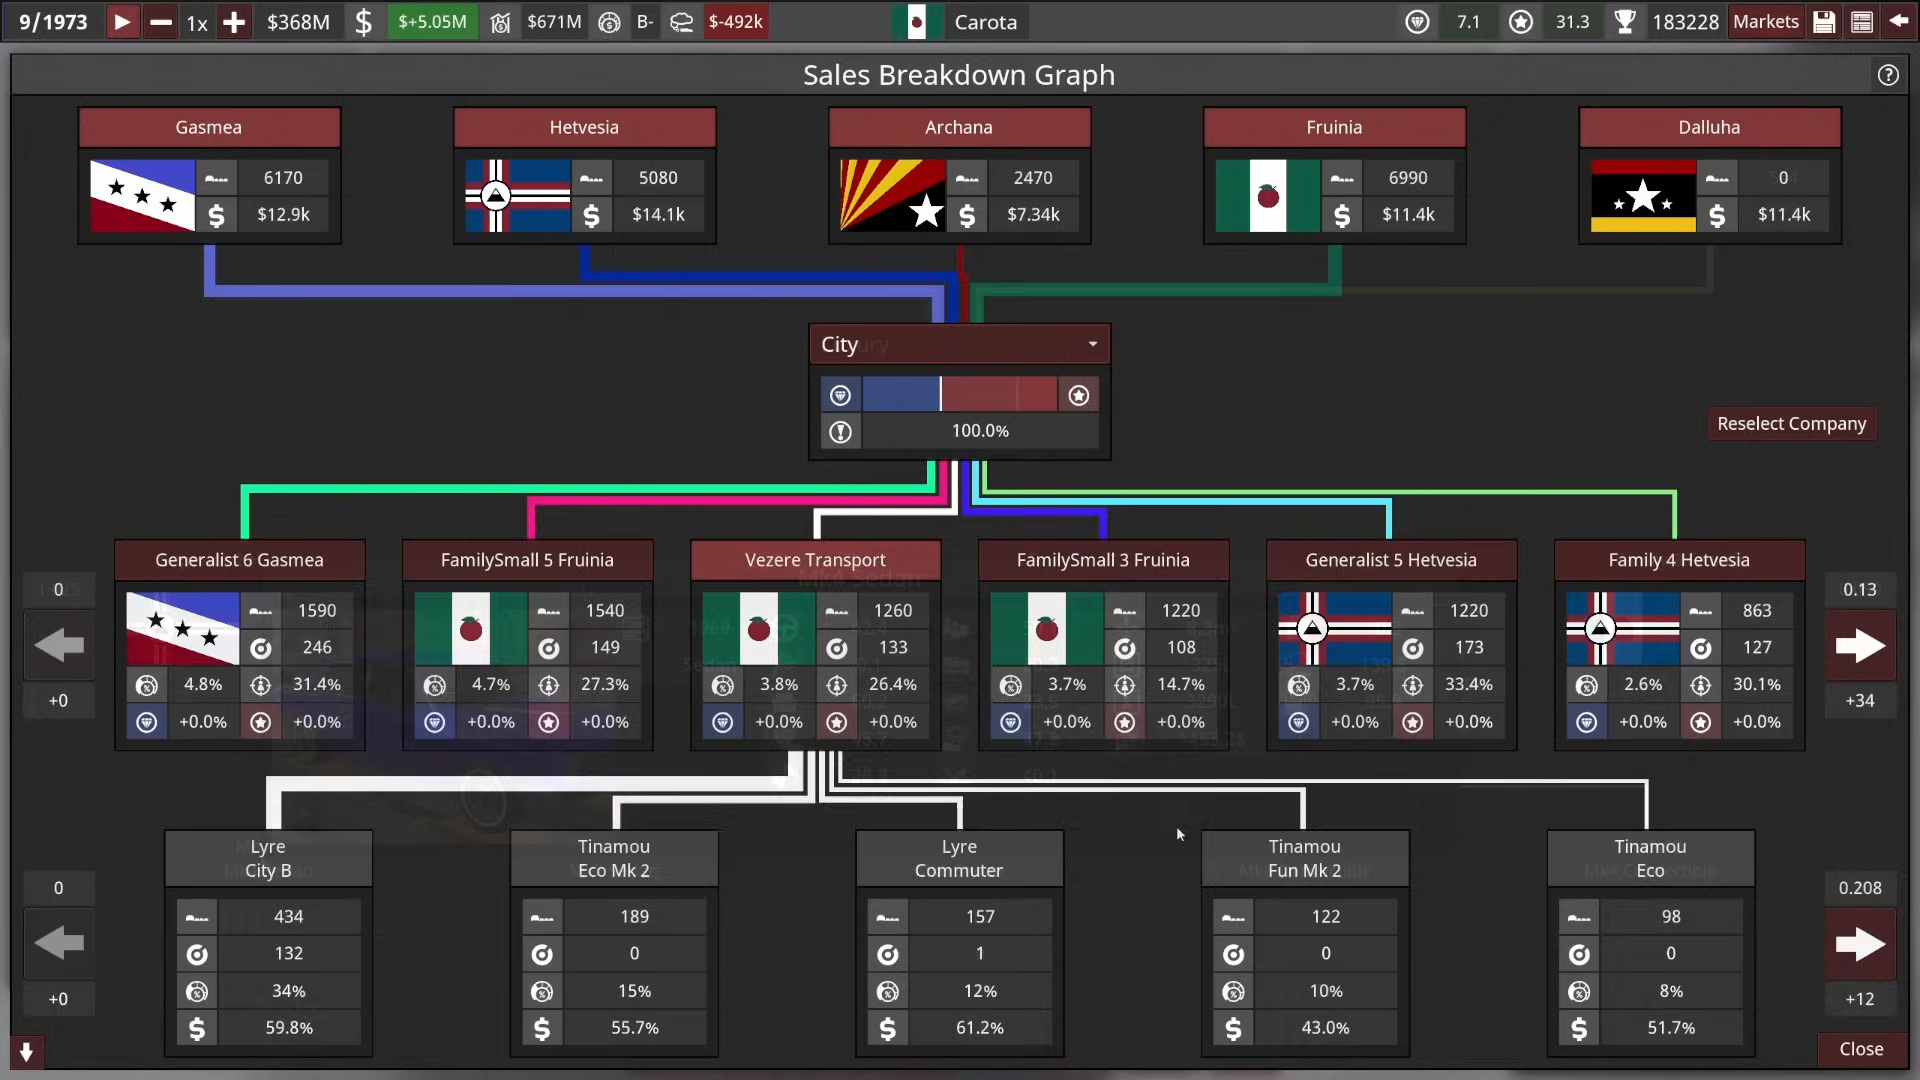 9/1973 1x $368M $+5.05M $671M B- $-492k Carota 7.1 31.3 183228 Markets
Sales Breakdown Graph
Gasmea Hetvesia Archana Fruinia Dalluha
6170 5080 2470 6990 0
$12.9k $14.1k $7.34k $11.4k $11.4k
City
100.0%
Reselect Company
Generalist 6 Gasmea FamilySmall 5 Fruinia Vezere Transport FamilySmall 3 Fruinia Generalist 5 Hetvesia Family 4 Hetvesia
0 1590 1540 1260 1220 1220 863 0.13
246 149 133 108 173 127
4.8% 31.4% 4.7% 27.3% 3.8% 26.4% 3.7% 14.7% 3.7% 33.4% 2.6% 30.1%
+0 +0.0% +0.0% +0.0% +0.0% +0.0% +0.0% +0.0% +0.0% +0.0% +0.0% +0.0% +0.0% +34
Lyre Tinamou Lyre Tinamou Tinamou
City B Eco Mk 2 Commuter Fun Mk 2 Eco
0 434 189 157 122 98 0.208
132 0 1 0 0
34% 15% 12% 10% 8%
+0 59.8% 55.7% 61.2% 43.0% 51.7% +12
Close